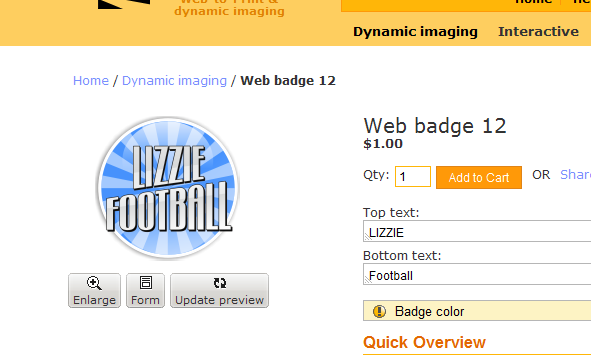 Web-to-Print &
dynamic imaging
Home
Dynamic imaging Interactive
Home / Dynamic imaging / Web badge 12
LIZZIE
FOOTBALL
Enlarge Form Update preview
Web badge 12
$1.00
Qty: 1 Add to Cart OR Shar
Top text:
LIZZIE
Bottom text:
Football
Badge color
Quick Overview